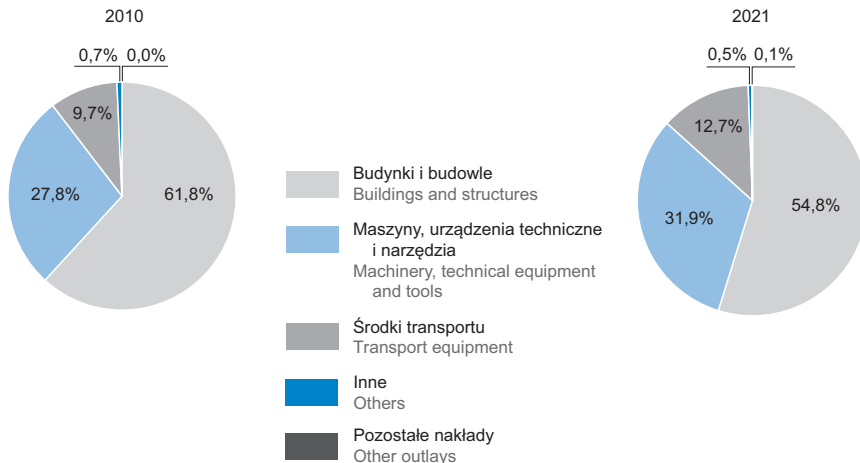 2010
0,7%
0,0%
9,7%
27,8%
61,8%
Budynki i budowle
Buildings and structures
Maszyny, urządzenia techniczne
i narzędzia
Machinery, technical equipment
and tools
Środki transportu
Transport equipment
Inne
Others
Pozostałe nakłady
Other outlays
2021
0,5%
0,1%
12,7%
31,9%
54,8%